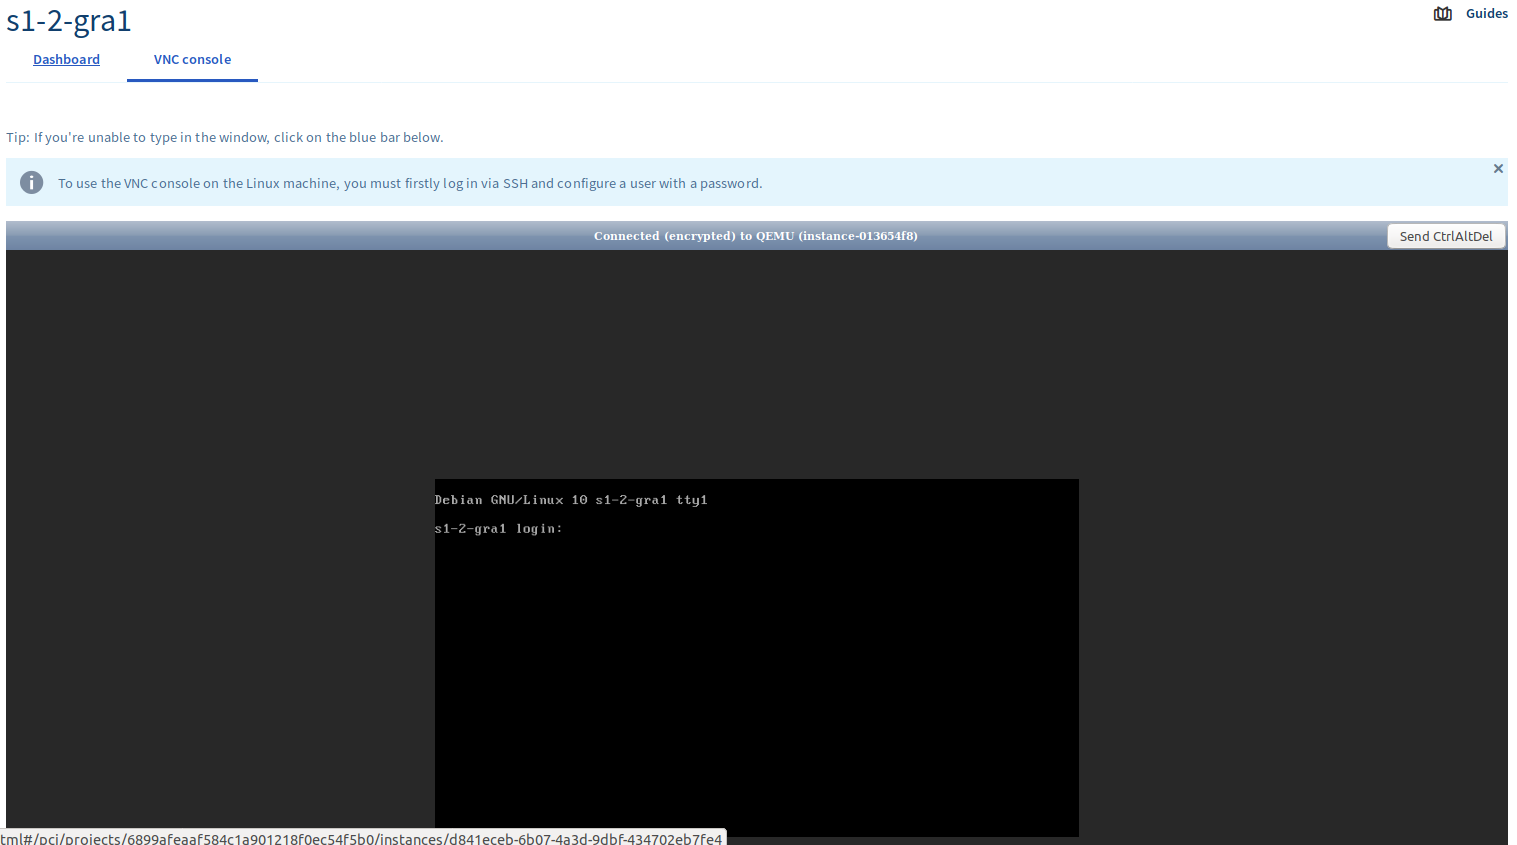 s1-2-gra1
Guides
Dashboard
VNC console
Tip: If you're unable to type in the window, click on the blue bar below.
To use the VNC console on the Linux machine, you must firstly log in via SSH and configure a user with a password.
Connected (encrypted) to QEMU (instance-013654f8)
Send CtrlAltDel
Debian GNU/Linux 10 s1-2-gra1 tty1
s1-2-gra1 login:
tml#/pci/projects/6899afeaaf584c1a901218f0ec54f5b0/instances/d841eceb-6b07-4a3d-9dbf-434702eb7fe4